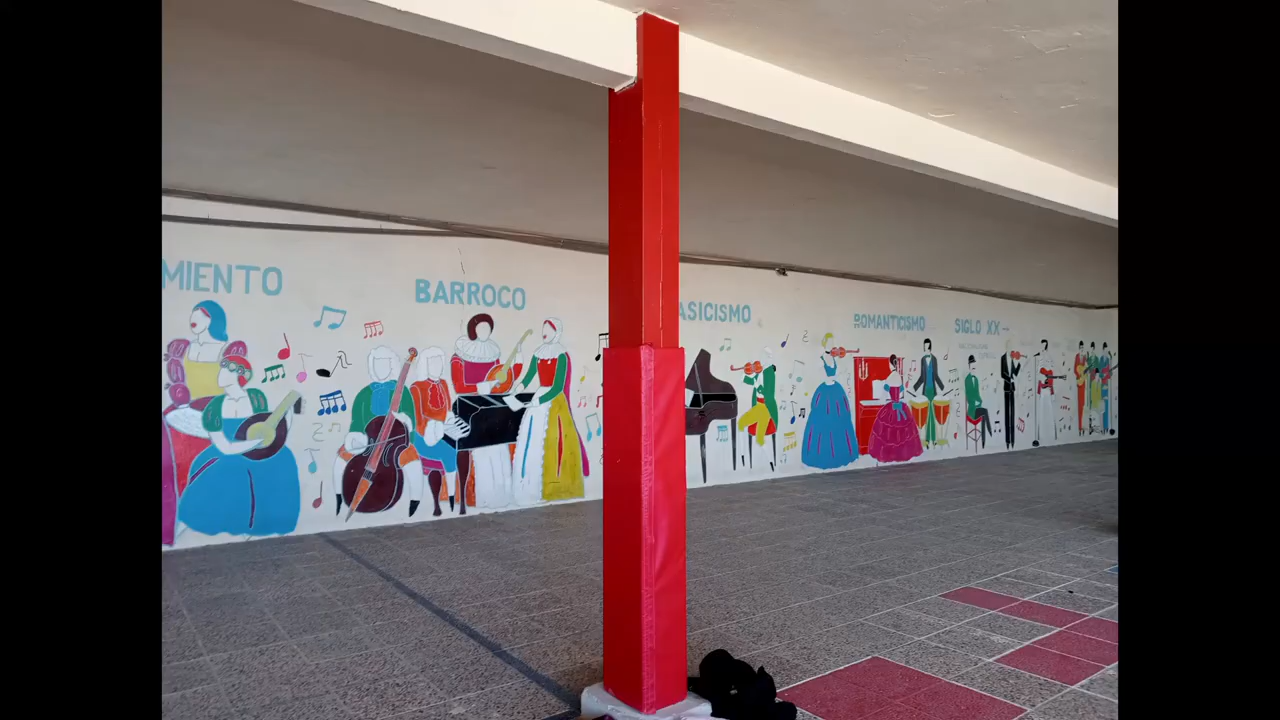 MIENTO
BARROCO
ASICISMO
ROMANTICISMO
SIGLO XX→